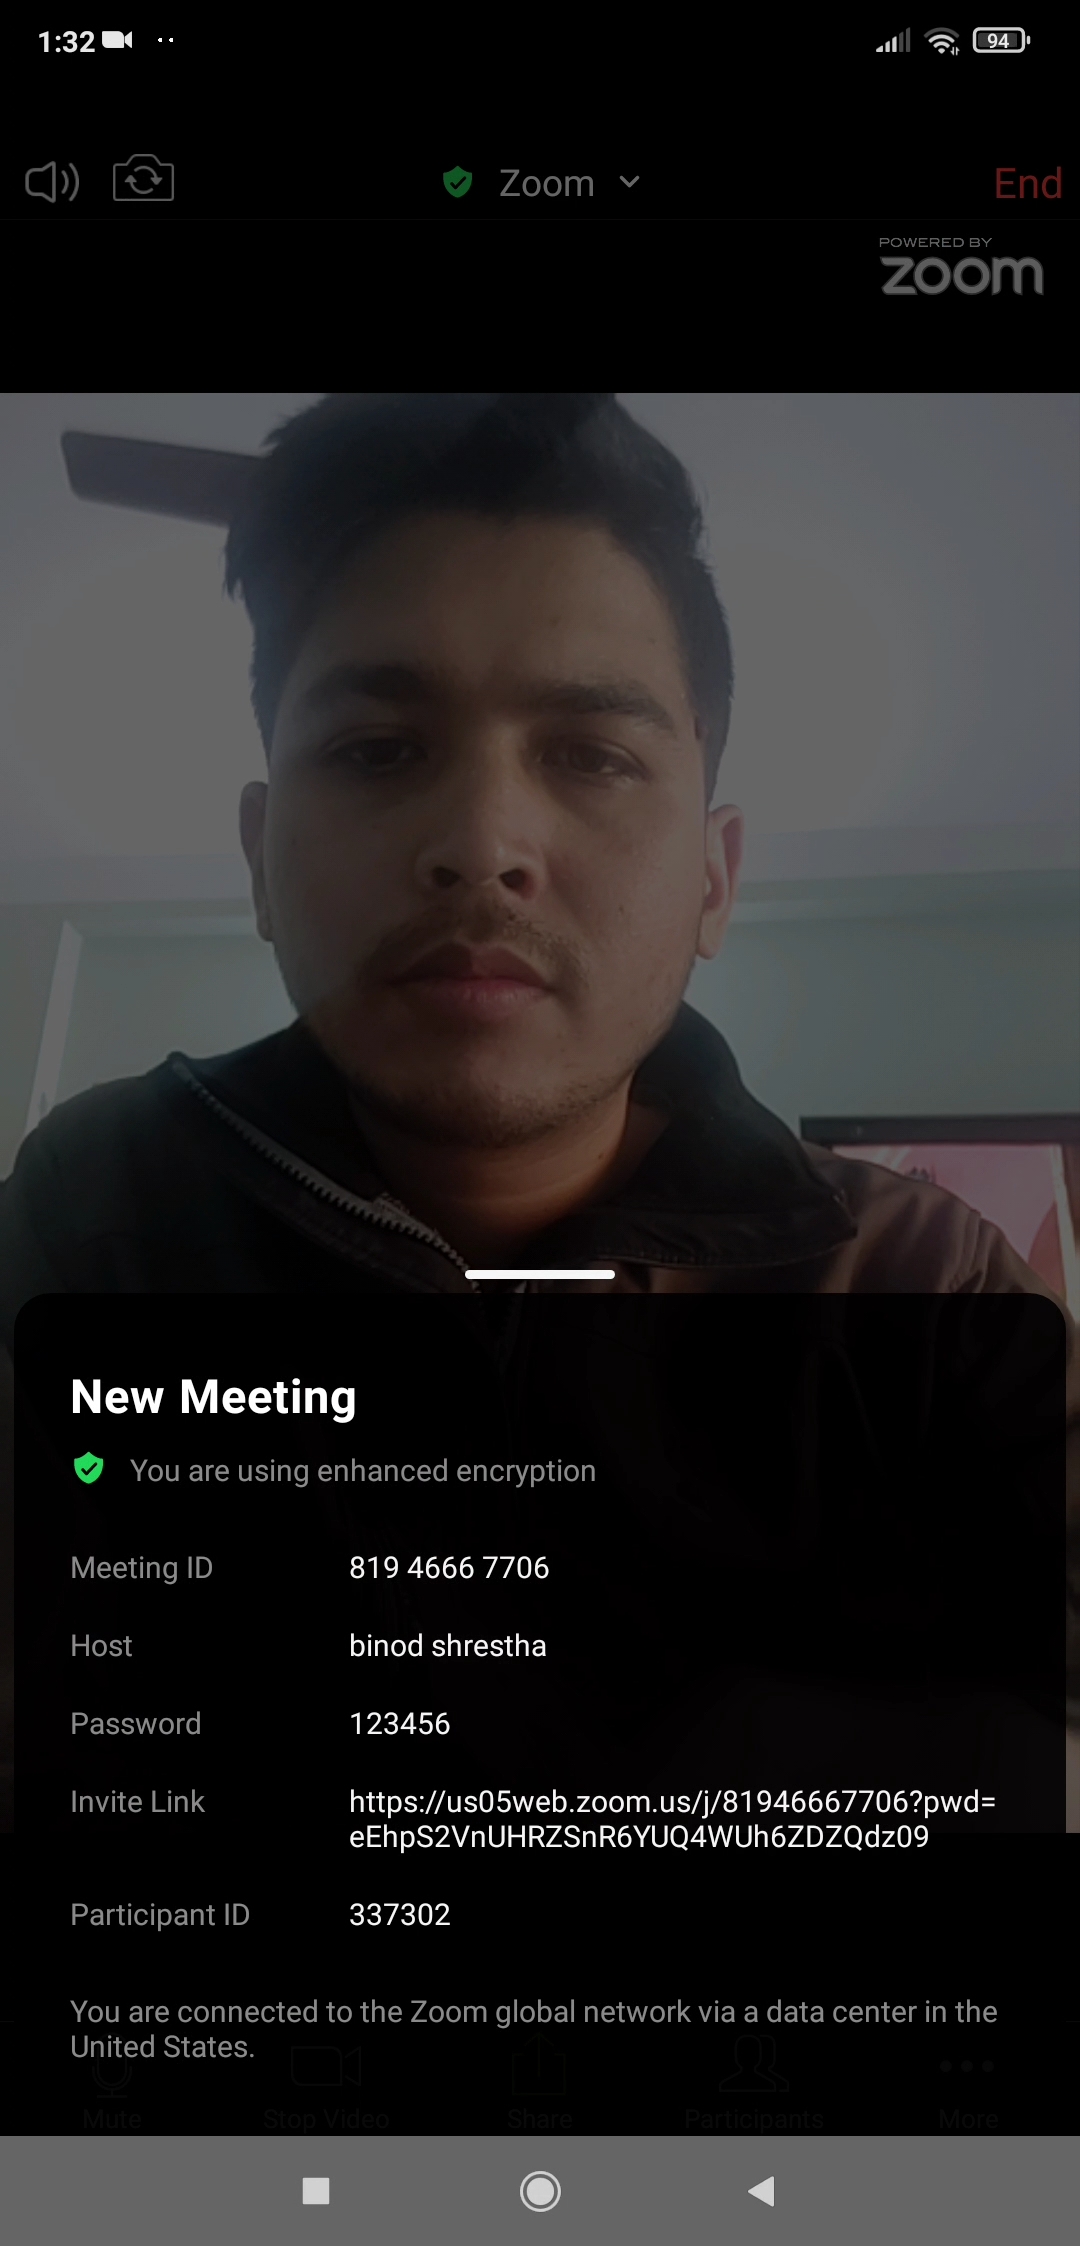 1:32
94
Zoom
End
POWERED BY
zoom
New Meeting
You are using enhanced encryption
Meeting ID 819 4666 7706
Host binod shrestha
Password 123456
Invite Link https://us05web.zoom.us/j/81946667706?pwd=
eEhpS2VnUHRZSnR6YUQ4WUh6ZDZQdz09
Participant ID 337302
You are connected to the Zoom global network via a data center in the
United States.
Mute Stop Video Share Participants More